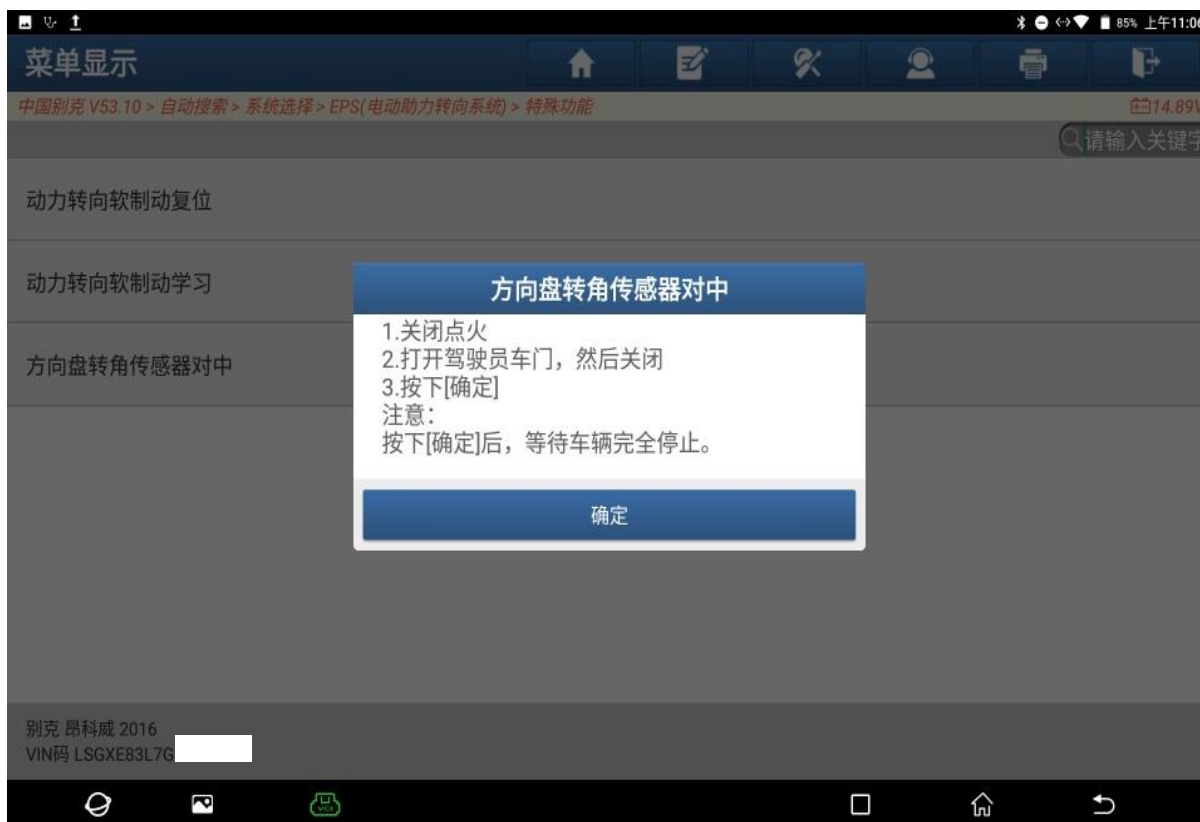 85% 上午11:06
菜单显示
中国别克 V53.10 > 自动搜索 > 系统选择 > EPS(电动助力转向系统) > 特殊功能
14.89V
请输入关键字
动力转向软制动复位
动力转向软制动学习
方向盘转角传感器对中
方向盘转角传感器对中
1.关闭点火
2.打开驾驶员车门，然后关闭
3.按下[确定]
注意：
按下[确定]后，等待车辆完全停止。
确定
别克 昂科威 2016
VIN码 LSGXE83L7G
VCI